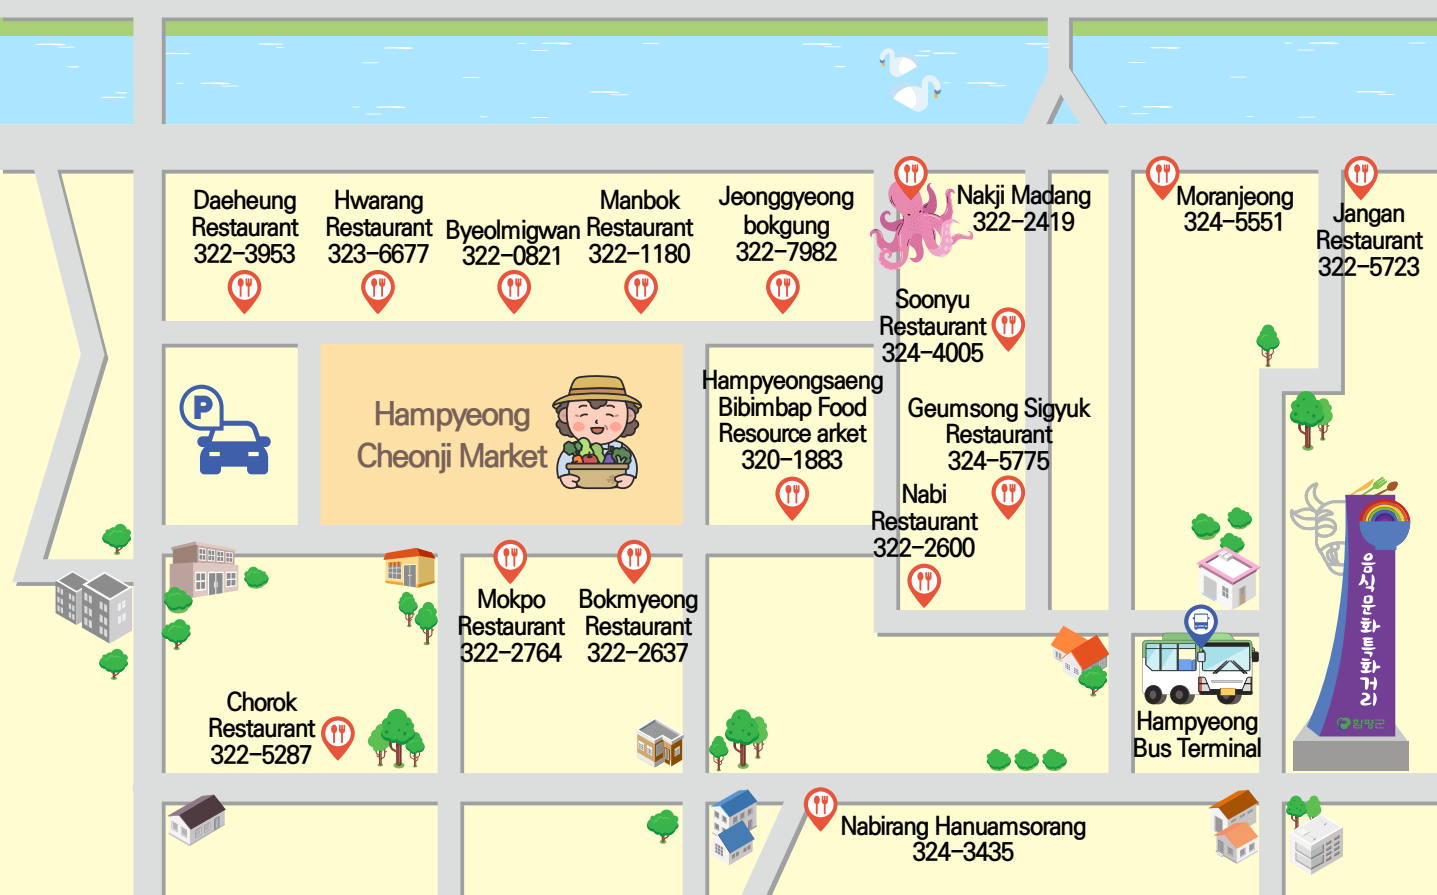 Daeheung
Restaurant
322-3953
Hwarang
Restaurant
323-6677
Byeolmigwan
322-0821
Manbok
Restaurant
322-1180
Jeonggyeong
bokgung
322-7982
Nakji Madang
322-2419
Moranjeong
324-5551
Jangan
Restaurant
322-5723
Soonyu
Restaurant
324-4005
P
Hampyeong
Cheonji Market
Hampyeongsaeng
Bibimbap Food
Resource arket
320-1883
Geumsong Sigyuk
Restaurant
324-5775
Nabi
Restaurant
322-2600
Mokpo
Restaurant
322-2764
Bokmyeong
Restaurant
322-2637
음식문화특화거리
함평군
Chorok
Restaurant
322-5287
Hampyeong
Bus Terminal
Nabirang Hanuamsorang
324-3435